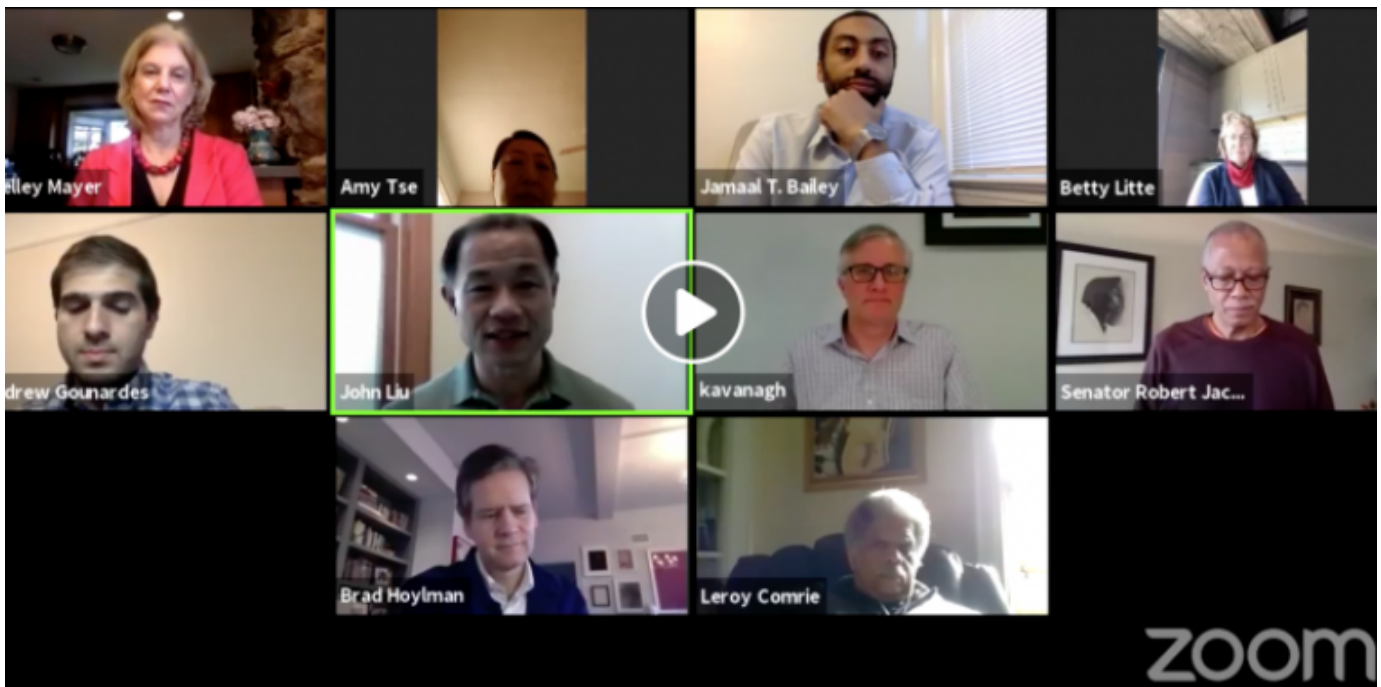 elley Mayer
Amy Tse
Jamaal T. Bailey
Betty Litte
drew Gounardes
John Liu
kavanagh
Senator Robert Jac...
Brad Hoylman
Leroy Comrie
zoom